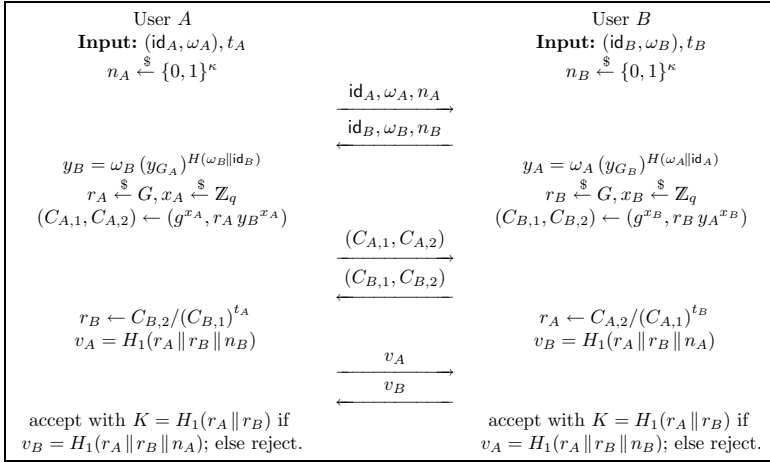 User A User B
Input: (id_A, ω_A), t_A Input: (id_B, ω_B), t_B
n_A ←$ {0, 1}^κ n_B ←$ {0, 1}^κ
id_A, ω_A, n_A
id_B, ω_B, n_B
y_B = ω_B (y_{G_A})^{H(ω_B‖id_B)} y_A = ω_A (y_{G_B})^{H(ω_A‖id_A)}
r_A ←$ G, x_A ←$ ℤ_q r_B ←$ G, x_B ←$ ℤ_q
(C_{A,1}, C_{A,2}) ← (g^{x_A}, r_A y_B^{x_A}) (C_{B,1}, C_{B,2}) ← (g^{x_B}, r_B y_A^{x_B})
(C_{A,1}, C_{A,2})
(C_{B,1}, C_{B,2})
r_B ← C_{B,2}/(C_{B,1})^{t_A} r_A ← C_{A,2}/(C_{A,1})^{t_B}
v_A = H_1(r_A ‖ r_B ‖ n_B) v_B = H_1(r_A ‖ r_B ‖ n_A)
v_A
v_B
accept with K = H_1(r_A ‖ r_B) if accept with K = H_1(r_A ‖ r_B) if
v_B = H_1(r_A ‖ r_B ‖ n_A); else reject. v_A = H_1(r_A ‖ r_B ‖ n_B); else reject.